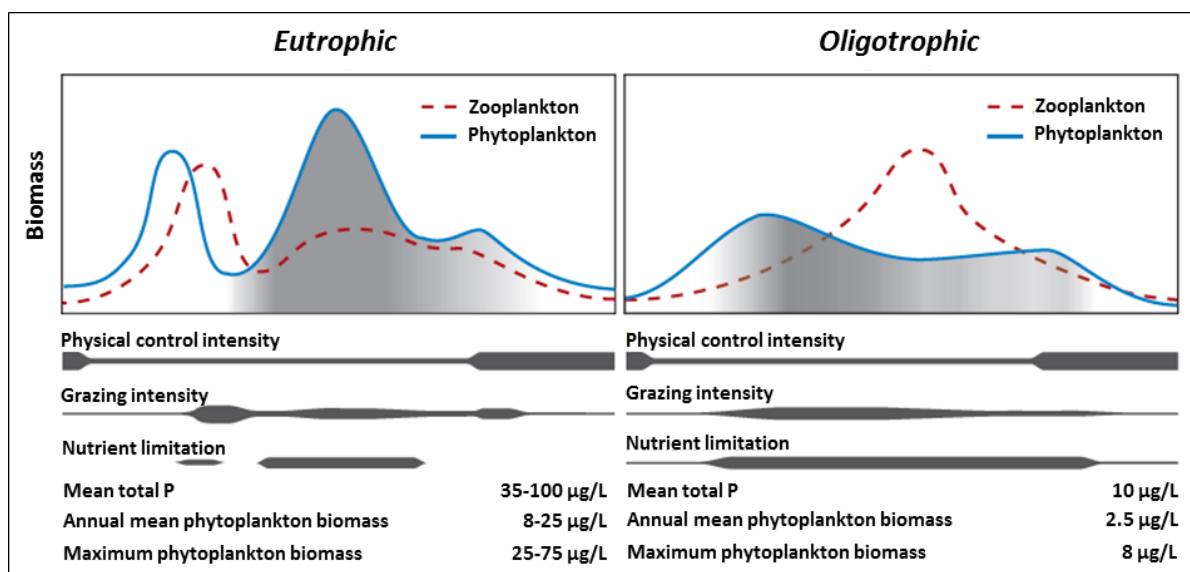 Eutrophic
Oligotrophic
Biomass
Zooplankton
Phytoplankton
Zooplankton
Phytoplankton
Physical control intensity
Grazing intensity
Nutrient limitation
Mean total P 35-100 µg/L
Annual mean phytoplankton biomass 8-25 µg/L
Maximum phytoplankton biomass 25-75 µg/L
Physical control intensity
Grazing intensity
Nutrient limitation
Mean total P 10 µg/L
Annual mean phytoplankton biomass 2.5 µg/L
Maximum phytoplankton biomass 8 µg/L